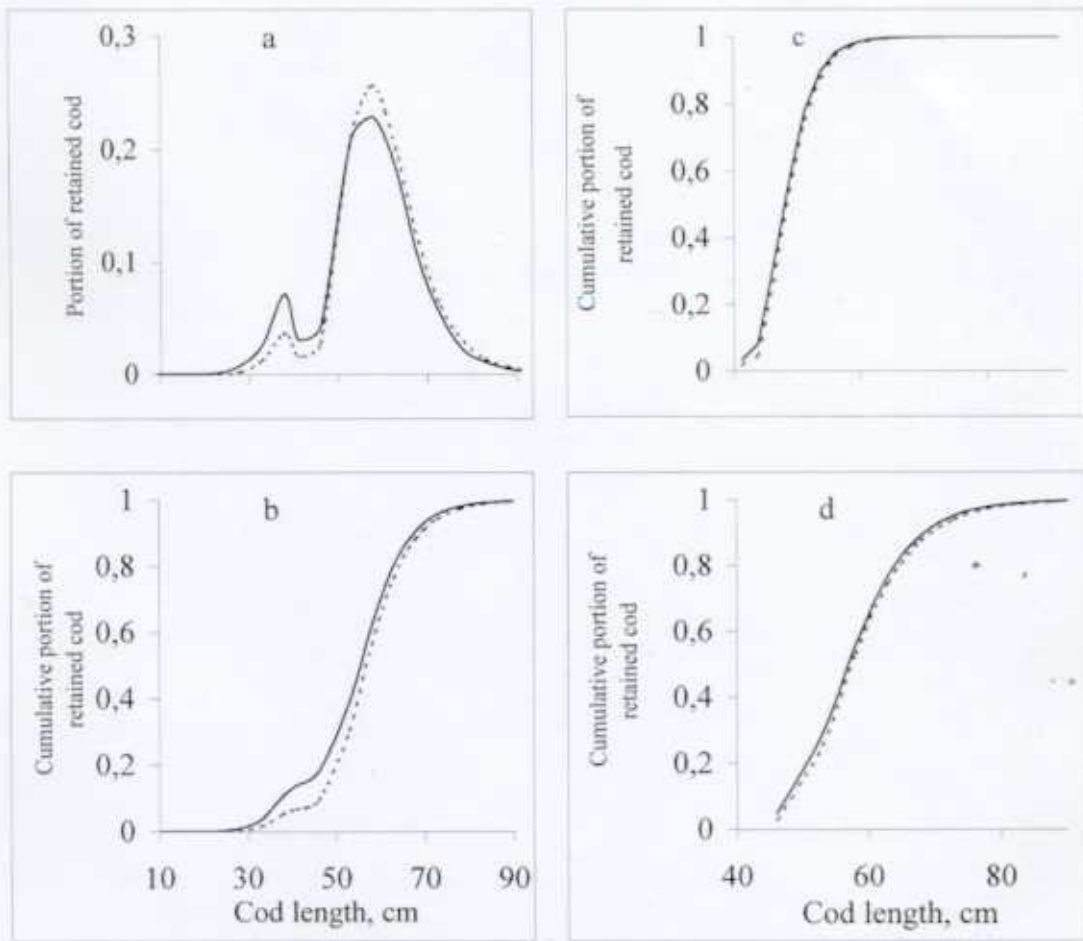 a
0,3
0,2
0,1
0
Portion of retained cod
c
1
0,8
0,6
0,4
0,2
0
Cumulative portion of
retained cod
60
80
b
1
0,8
0,6
0,4
0,2
0
Cumulative portion of
retained cod
10 30 50 70 90
Cod length, cm
d
1
0,8
0,6
0,4
0,2
0
Cumulative portion of
retained cod
40 60 80
Cod length, cm